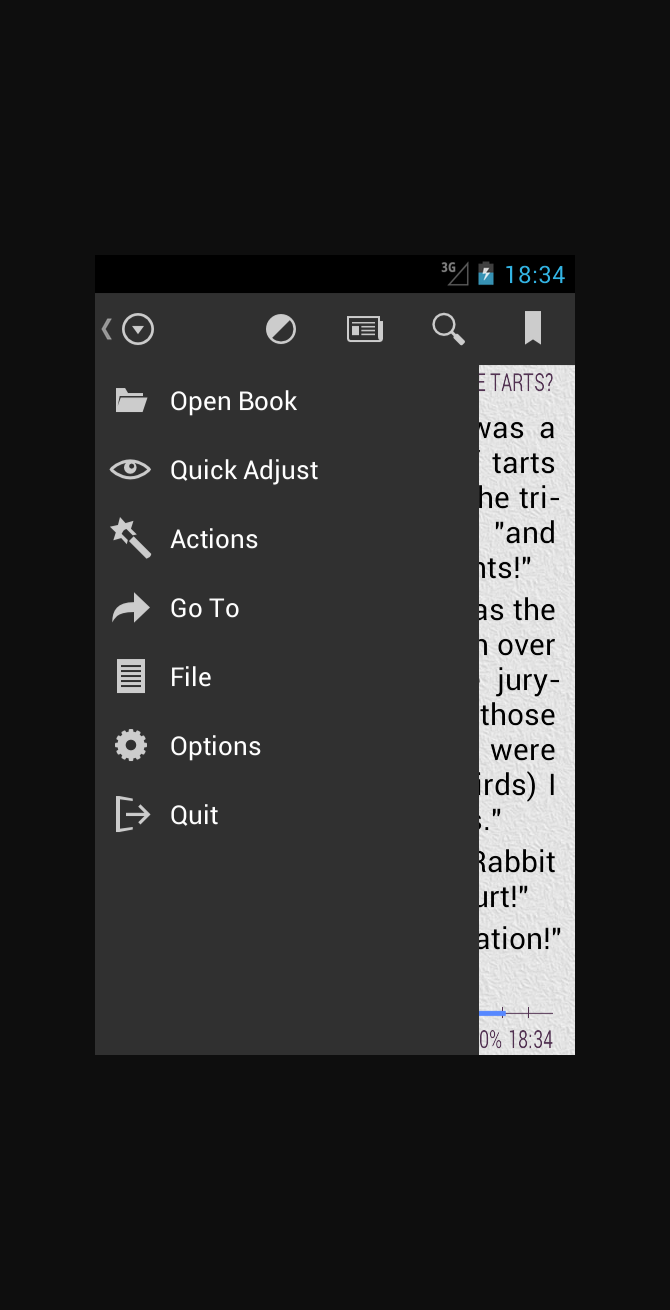 3G 18:34
E TARTS?
Open Book
Quick Adjust
Actions
Go To
File
Options
Quit
was a
tarts
he tri-
"and
nts!"
as the
n over
jury-
those
were
irds) I
s."
Rabbit
urt!"
ation!"
0% 18:34